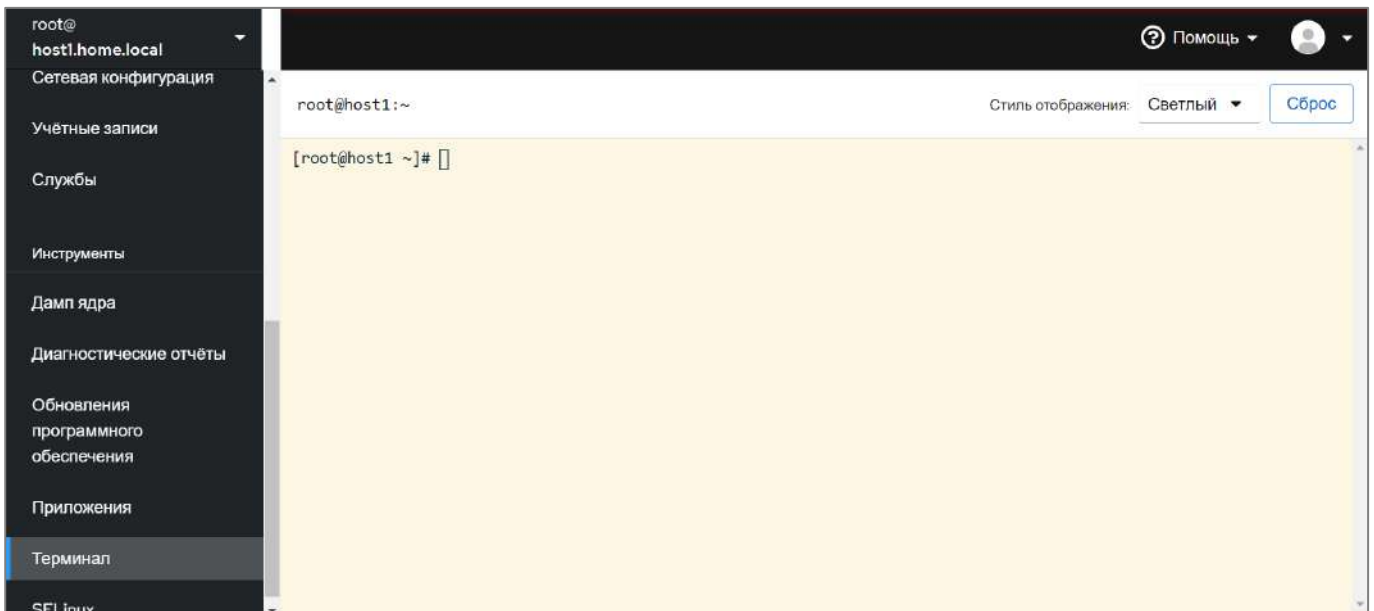 root@
host1.home.local
Помощь
Сетевая конфигурация
Учётные записи
Службы
Инструменты
Дамп ядра
Диагностические отчёты
Обновления
программного
обеспечения
Приложения
Терминал
SELinux
root@host1:~
Стиль отображения: Светлый Сброс
[root@host1 ~]#